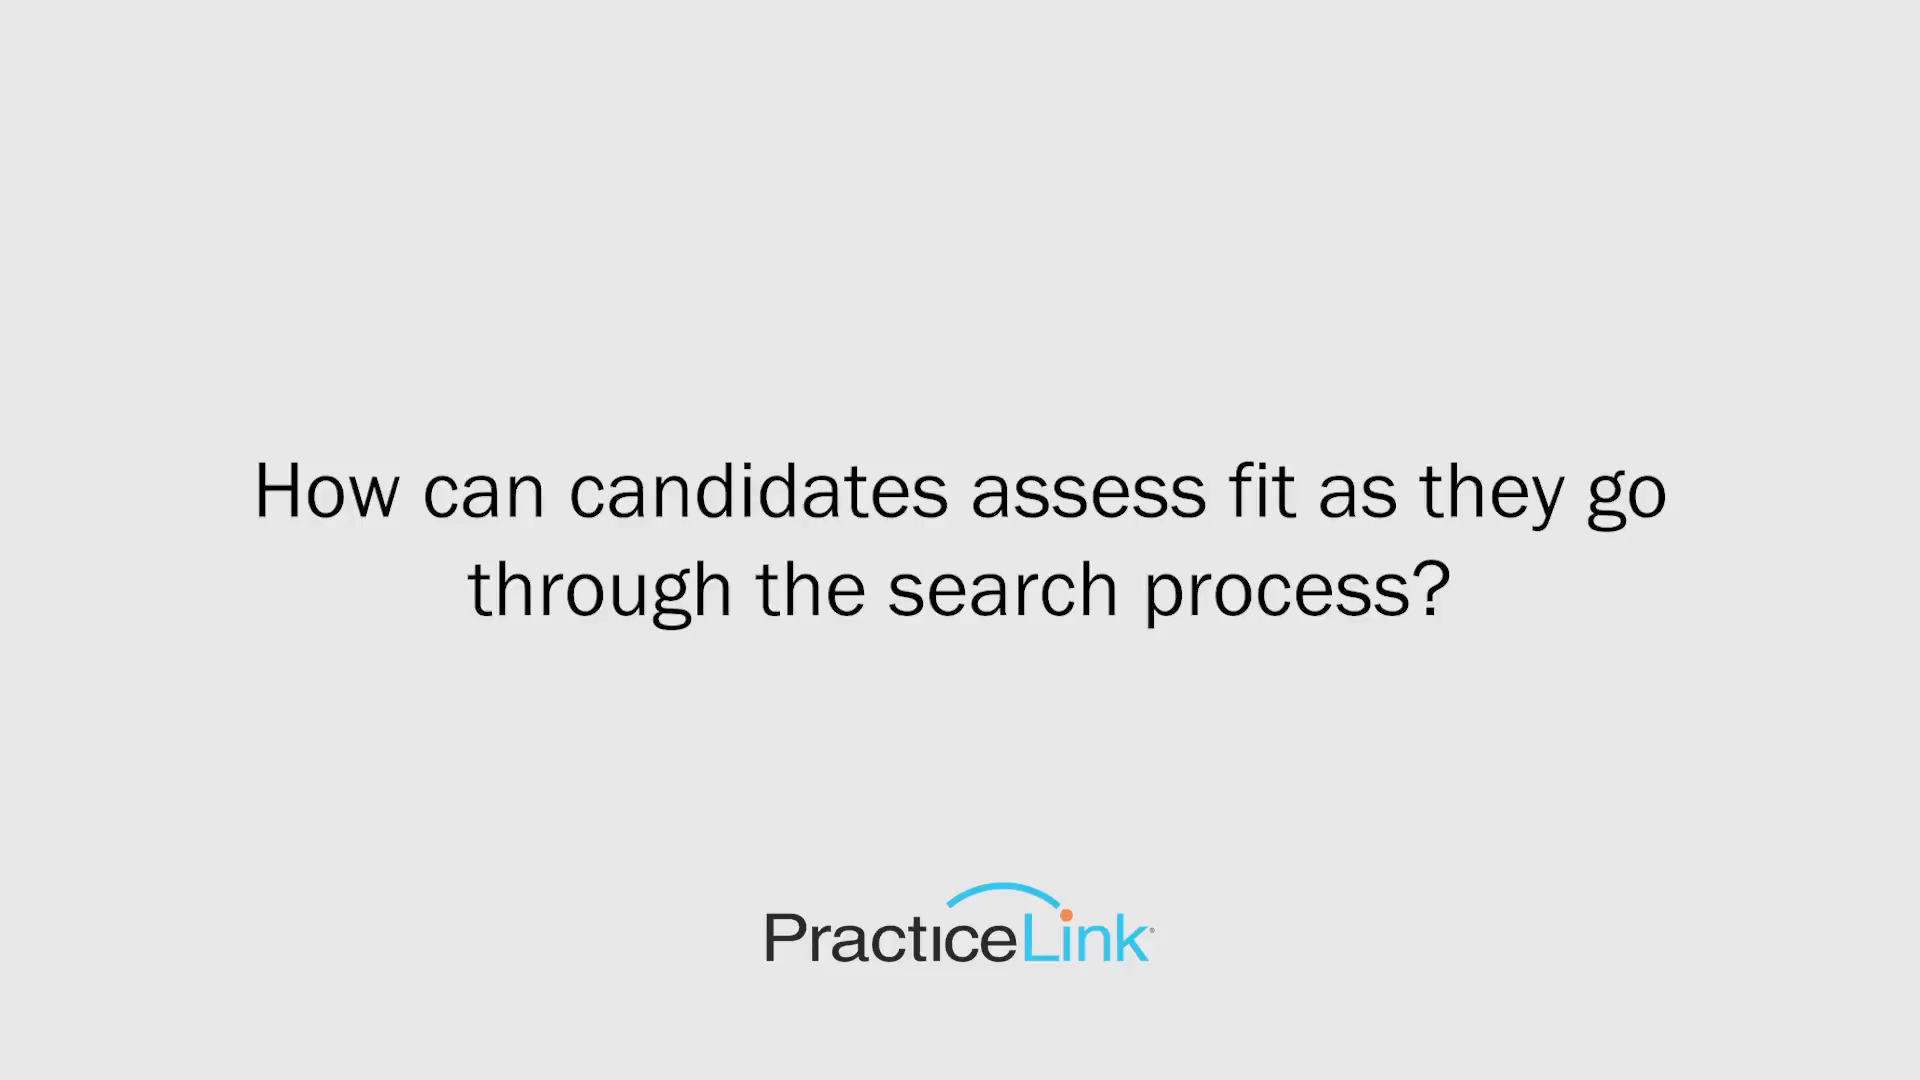 How can candidates assess fit as they go
through the search process?
PracticeLink®